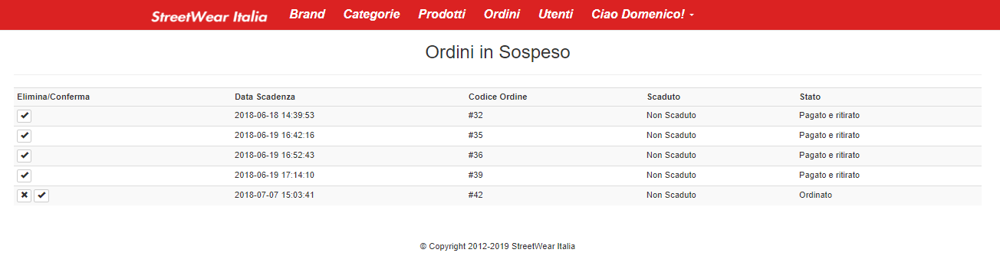 StreetWear Italia Brand Categorie Prodotti Ordini Utenti Ciao Domenico!
Ordini in Sospeso
Elimina/Conferma Data Scadenza Codice Ordine Scaduto Stato
2018-06-18 14:39:53 #32 Non Scaduto Pagato e ritirato
2018-06-19 16:42:16 #35 Non Scaduto Pagato e ritirato
2018-06-19 16:52:43 #36 Non Scaduto Pagato e ritirato
2018-06-19 17:14:10 #39 Non Scaduto Pagato e ritirato
2018-07-07 15:03:41 #42 Non Scaduto Ordinato
© Copyright 2012-2019 StreetWear Italia